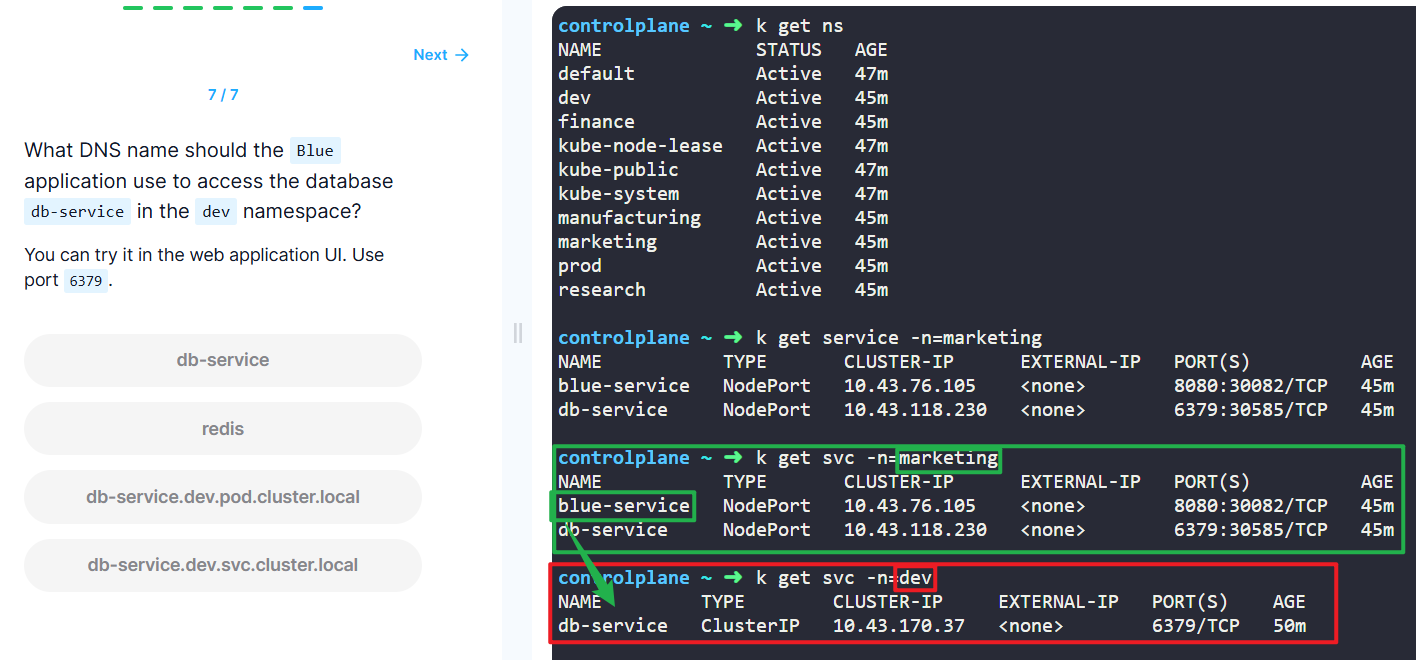 Next →
7 / 7
What DNS name should the Blue
application use to access the database
db-service in the dev namespace?
You can try it in the web application UI. Use
port 6379.
db-service
redis
db-service.dev.pod.cluster.local
db-service.dev.svc.cluster.local
controlplane ~ ➜ k get ns
NAME STATUS AGE
default Active 47m
dev Active 45m
finance Active 45m
kube-node-lease Active 47m
kube-public Active 47m
kube-system Active 47m
manufacturing Active 45m
marketing Active 45m
prod Active 45m
research Active 45m
controlplane ~ ➜ k get service -n=marketing
NAME TYPE CLUSTER-IP EXTERNAL-IP PORT(S) AGE
blue-service NodePort 10.43.76.105 <none> 8080:30082/TCP 45m
db-service NodePort 10.43.118.230 <none> 6379:30585/TCP 45m
controlplane ~ ➜ k get svc -n=marketing
NAME TYPE CLUSTER-IP EXTERNAL-IP PORT(S) AGE
blue-service NodePort 10.43.76.105 <none> 8080:30082/TCP 45m
db-service NodePort 10.43.118.230 <none> 6379:30585/TCP 45m
controlplane ~ ➜ k get svc -n=dev
NAME TYPE CLUSTER-IP EXTERNAL-IP PORT(S) AGE
db-service ClusterIP 10.43.170.37 <none> 6379/TCP 50m